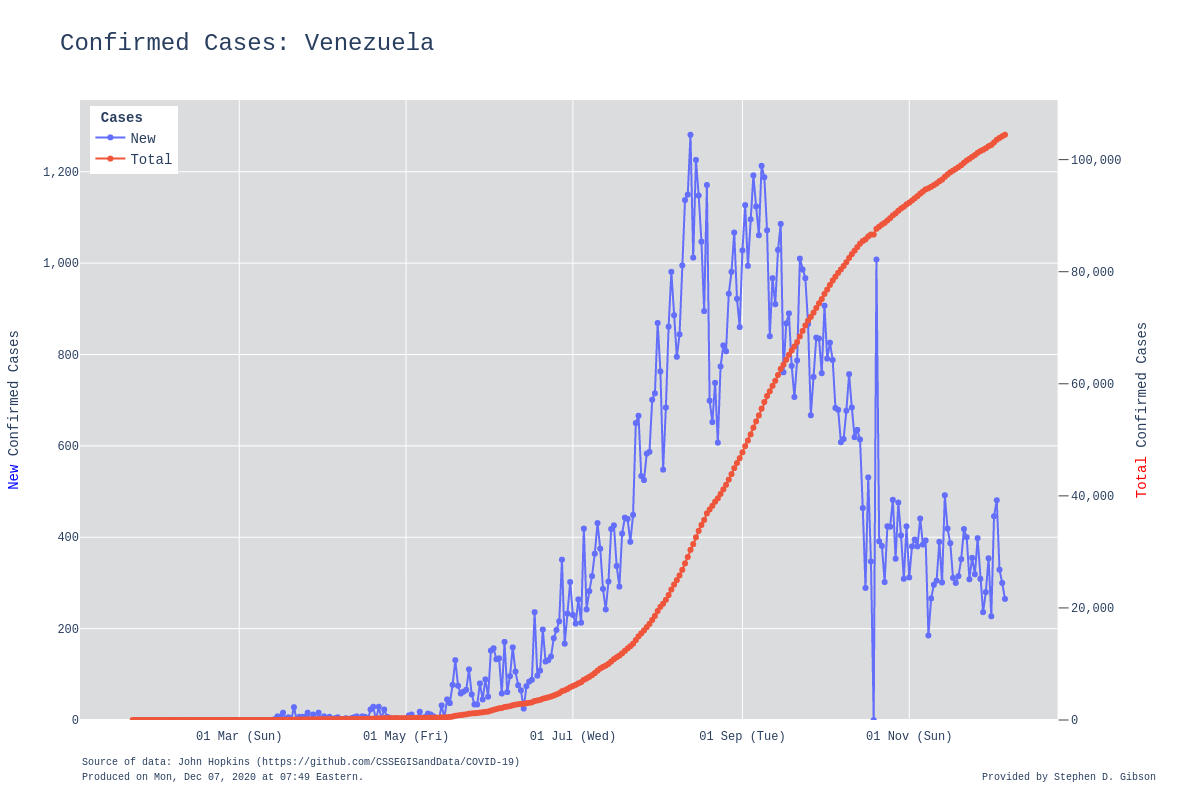 Confirmed Cases: Venezuela
Cases
New
Total
1,200
1,000
800
600
400
200
0
100,000
80,000
60,000
40,000
20,000
0
New Confirmed Cases
Total Confirmed Cases
01 Mar (Sun)
01 May (Fri)
01 Jul (Wed)
01 Sep (Tue)
01 Nov (Sun)
Source of data: John Hopkins (https://github.com/CSSEGISandData/COVID-19)
Produced on Mon, Dec 07, 2020 at 07:49 Eastern.
Provided by Stephen D. Gibson